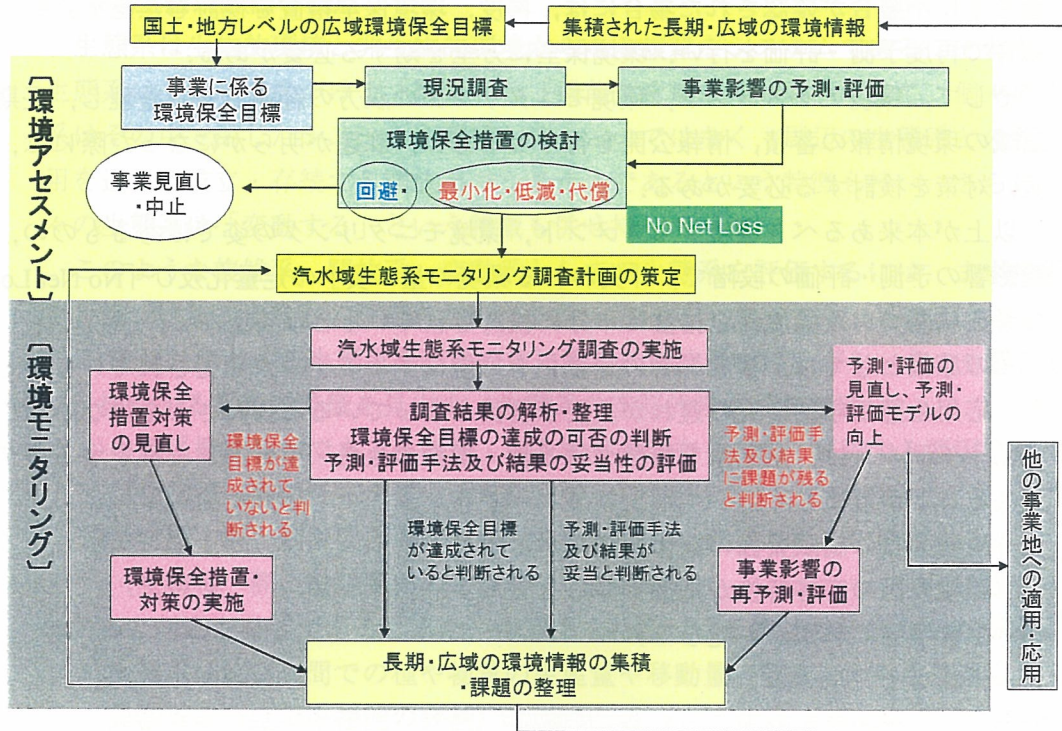 国土・地方レベルの広域環境保全目標
集積された長期・広域の環境情報
［環境アセスメント］
事業に係る
環境保全目標
現況調査
事業影響の予測・評価
環境保全措置の検討
回避・
最小化・低減・代償
事業見直し
・中止
No Net Loss
汽水域生態系モニタリング調査計画の策定
［環境モニタリング］
汽水域生態系モニタリング調査の実施
環境保全
措置対策
の見直し
調査結果の解析・整理
環境保全目標の達成の可否の判断
予測・評価手法及び結果の妥当性の評価
予測・評価の
見直し、予測・
評価モデルの
向上
環境保全
目標が達
成されて
いないと判
断される
予測・評価手
法及び結果
に課題が残る
と判断される
環境保全目標
が達成されて
いると判断される
予測・評価手法
及び結果が
妥当と判断される
環境保全措置・
対策の実施
事業影響の
再予測・評価
他の事業地への適用・応用
長期・広域の環境情報の集積
・課題の整理